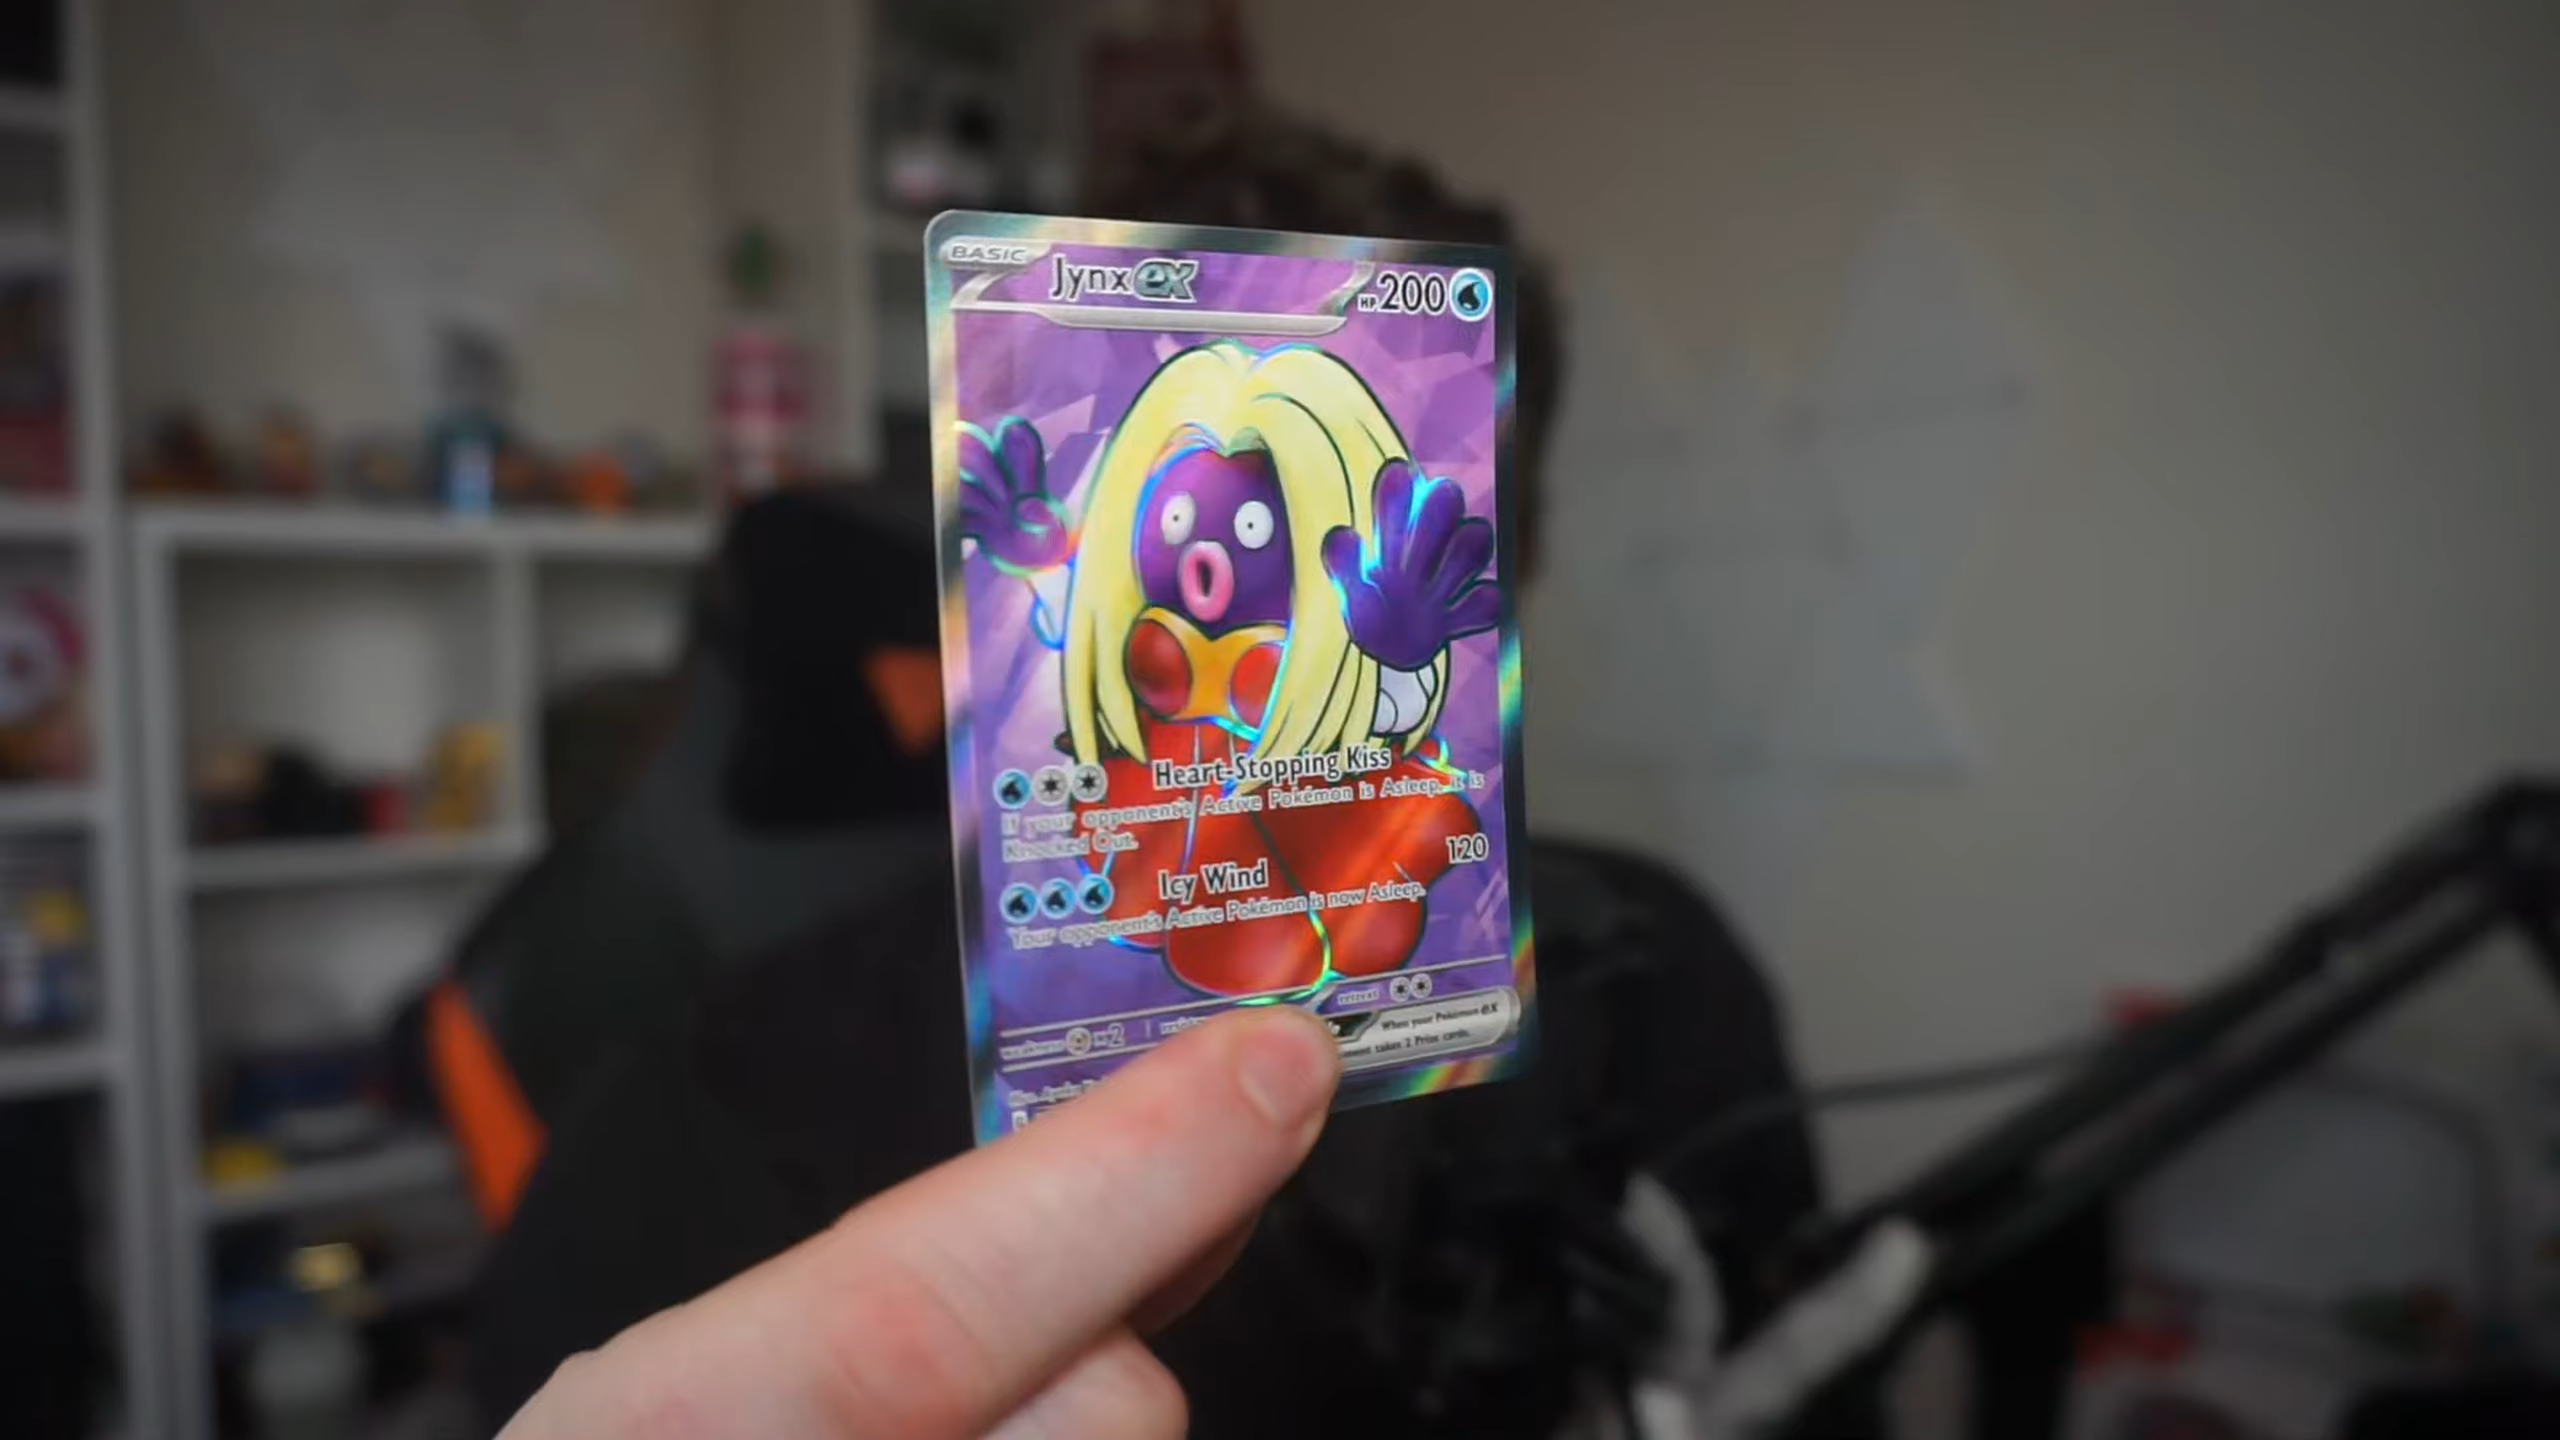 BASIC
Jynx ex
HP 200
Heart-Stopping Kiss
If your opponent's Active Pokémon is Asleep, it is
Knocked Out.
Icy Wind 120
Your opponent's Active Pokémon is now Asleep.
retreat
weakness ×2
When your Pokémon ex
takes 2 Prize cards.